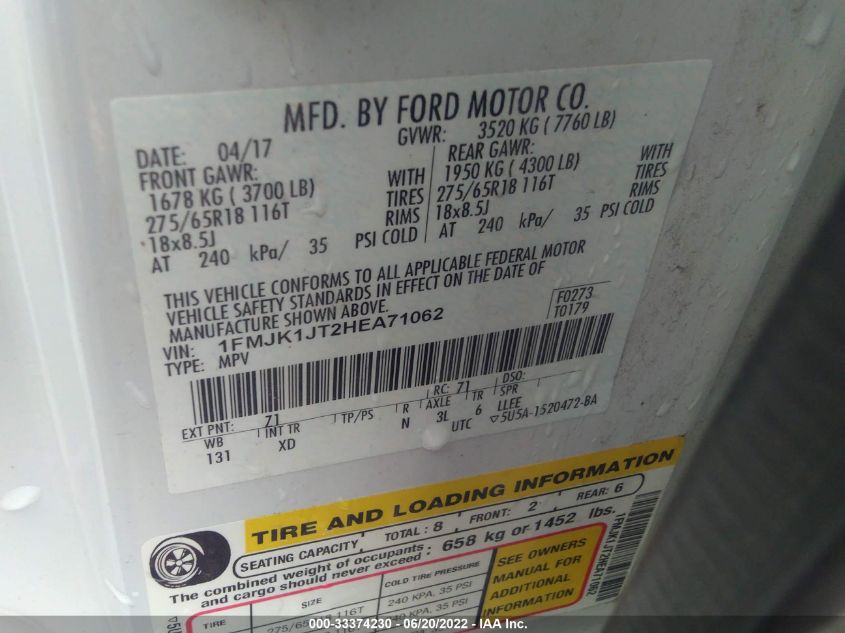 MFD. BY FORD MOTOR CO.
DATE: 04/17
GVWR: 3520 KG ( 7760 LB)
FRONT GAWR:
1678 KG ( 3700 LB) WITH
275/65R18 116T TIRES
18x8.5J RIMS
AT 240 kPa/ 35 PSI COLD
REAR GAWR:
1950 KG ( 4300 LB) WITH
275/65R18 116T TIRES
18x8.5J RIMS
AT 240 kPa/ 35 PSI COLD
THIS VEHICLE CONFORMS TO ALL APPLICABLE FEDERAL MOTOR
VEHICLE SAFETY STANDARDS IN EFFECT ON THE DATE OF
MANUFACTURE SHOWN ABOVE.
F0273
T0179
VIN: 1FMJK1JT2HEA71062
TYPE: MPV
EXT PNT: 71 RC: 71 DSO:
WB INT TR TP/PS R AXLE TR SPR
131 XD N 3L 6 LLEE
UTC ▽5U5A-1520472-BA
TIRE AND LOADING INFORMATION
SEATING CAPACITY TOTAL : 8 FRONT: 2 REAR: 6
The combined weight of occupants
and cargo should never exceed : 658 kg or 1452 lbs.
TIRE SIZE COLD TIRE PRESSURE
275/65R18 116T 240 KPA, 35 PSI
SEE OWNERS
MANUAL FOR
ADDITIONAL
INFORMATION
1FMJK1JT2HEA71062
000-33374230 - 06/20/2022 - IAA Inc.